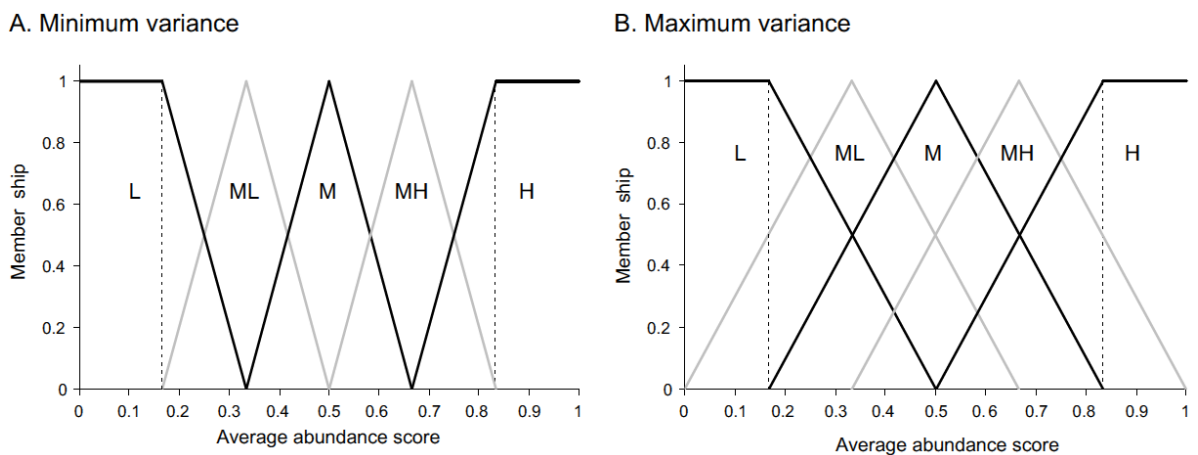 A. Minimum variance
B. Maximum variance
Member ship
1
0.8
0.6
0.4
0.2
0
L
ML
M
MH
H
0 0.1 0.2 0.3 0.4 0.5 0.6 0.7 0.8 0.9 1
Average abundance score
Member ship
1
0.8
0.6
0.4
0.2
0
L
ML
M
MH
H
0 0.1 0.2 0.3 0.4 0.5 0.6 0.7 0.8 0.9 1
Average abundance score